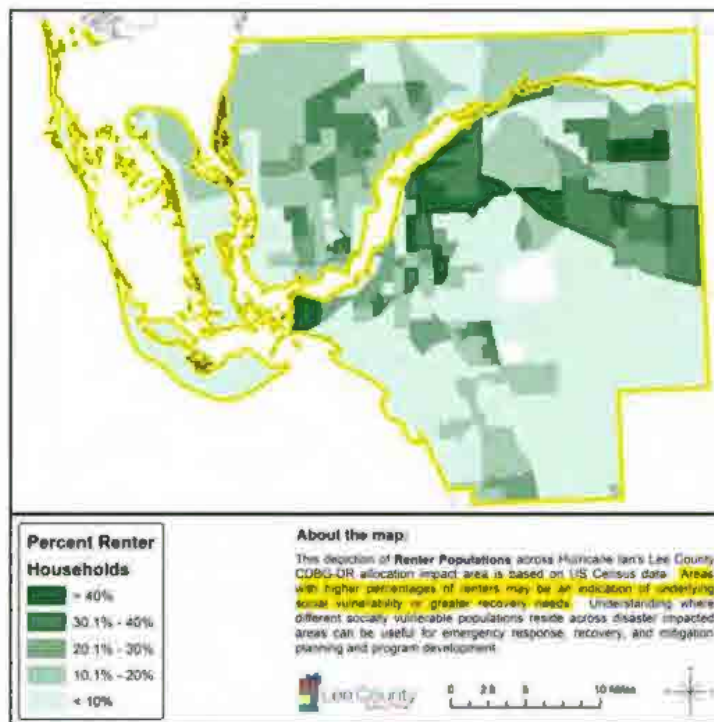 Percent Renter
Households
> 40%
30.1% - 40%
20.1% - 30%
10.1% - 20%
< 10%
About the map:
This depiction of Renter Populations across Hurricane Ian's Lee County
CDBG-DR allocation impact area is based on US Census data. Areas
with higher percentages of renters may be an indication of underlying
social vulnerability or greater recovery needs. Understanding where
different socially vulnerable populations reside across disaster impacted
areas can be useful for emergency response, recovery, and mitigation
planning and program development.
Lee County
0 2.5 5 10 Miles